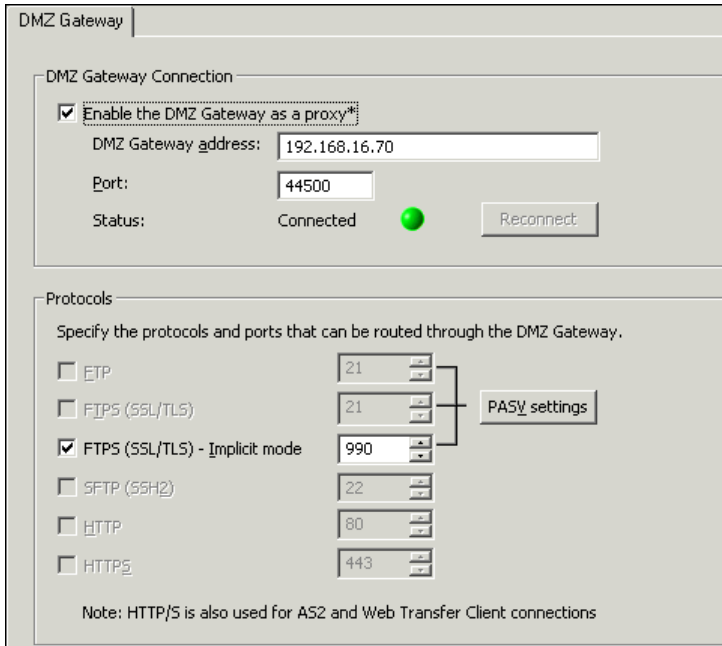 DMZ Gateway
DMZ Gateway Connection
Enable the DMZ Gateway as a proxy*
DMZ Gateway address: 192.168.16.70
Port: 44500
Status: Connected Reconnect
Protocols
Specify the protocols and ports that can be routed through the DMZ Gateway.
FTP 21
FTPS (SSL/TLS) 21 PASV settings
FTPS (SSL/TLS) - Implicit mode 990
SFTP (SSH2) 22
HTTP 80
HTTPS 443
Note: HTTP/S is also used for AS2 and Web Transfer Client connections